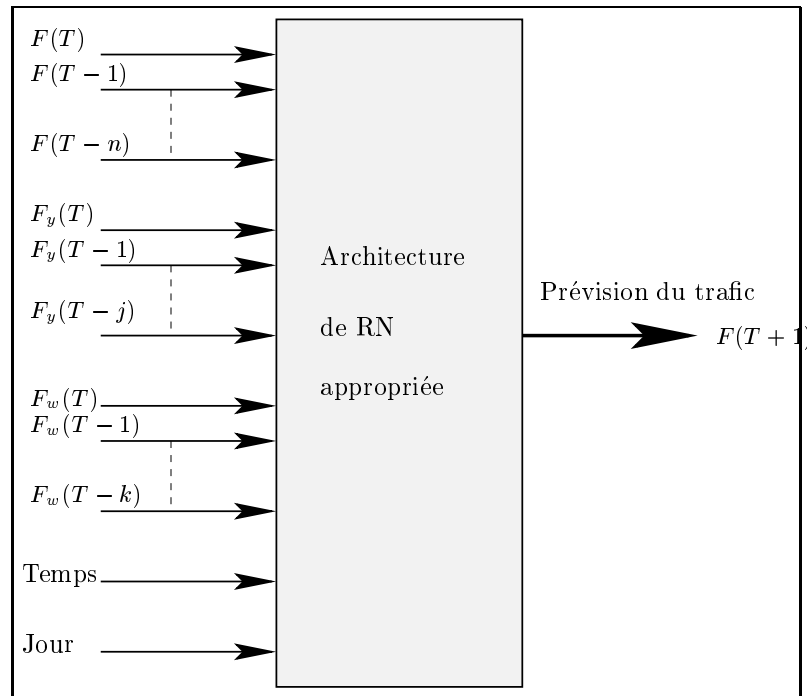 F(T)
F(T − 1)
F(T − n)
F_y(T)
F_y(T − 1)
F_y(T − j)
F_w(T)
F_w(T − 1)
F_w(T − k)
Temps
Jour
Architecture
de RN
appropriée
Prévision du trafic
F(T + 1)